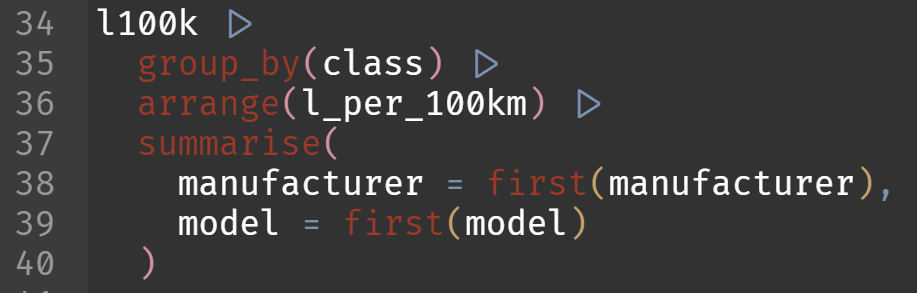 34 l100k |>
35 group_by(class) |>
36 arrange(l_per_100km) |>
37 summarise(
38 manufacturer = first(manufacturer),
39 model = first(model)
40 )